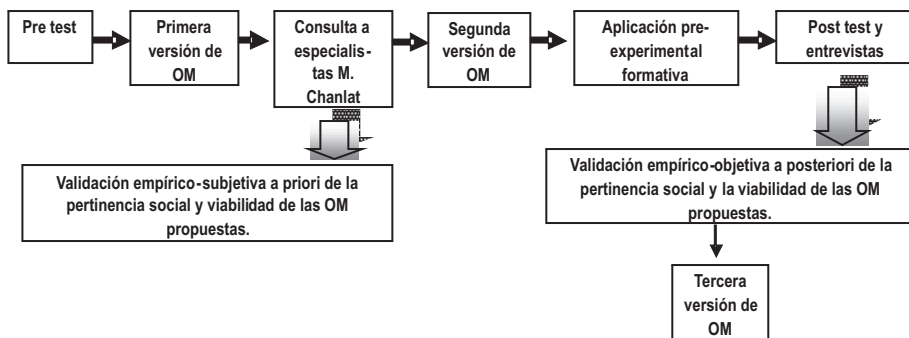 Pre test
Primera
versión de
OM
Consulta a
especialis-
tas M.
Chanlat
Segunda
versión de
OM
Aplicación pre-
experimental
formativa
Post test y
entrevistas
Validación empírico-subjetiva a priori de la
pertinencia social y viabilidad de las OM
propuestas.
Validación empírico-objetiva a posteriori de la
pertinencia social y la viabilidad de las OM
propuestas.
Tercera
versión de
OM